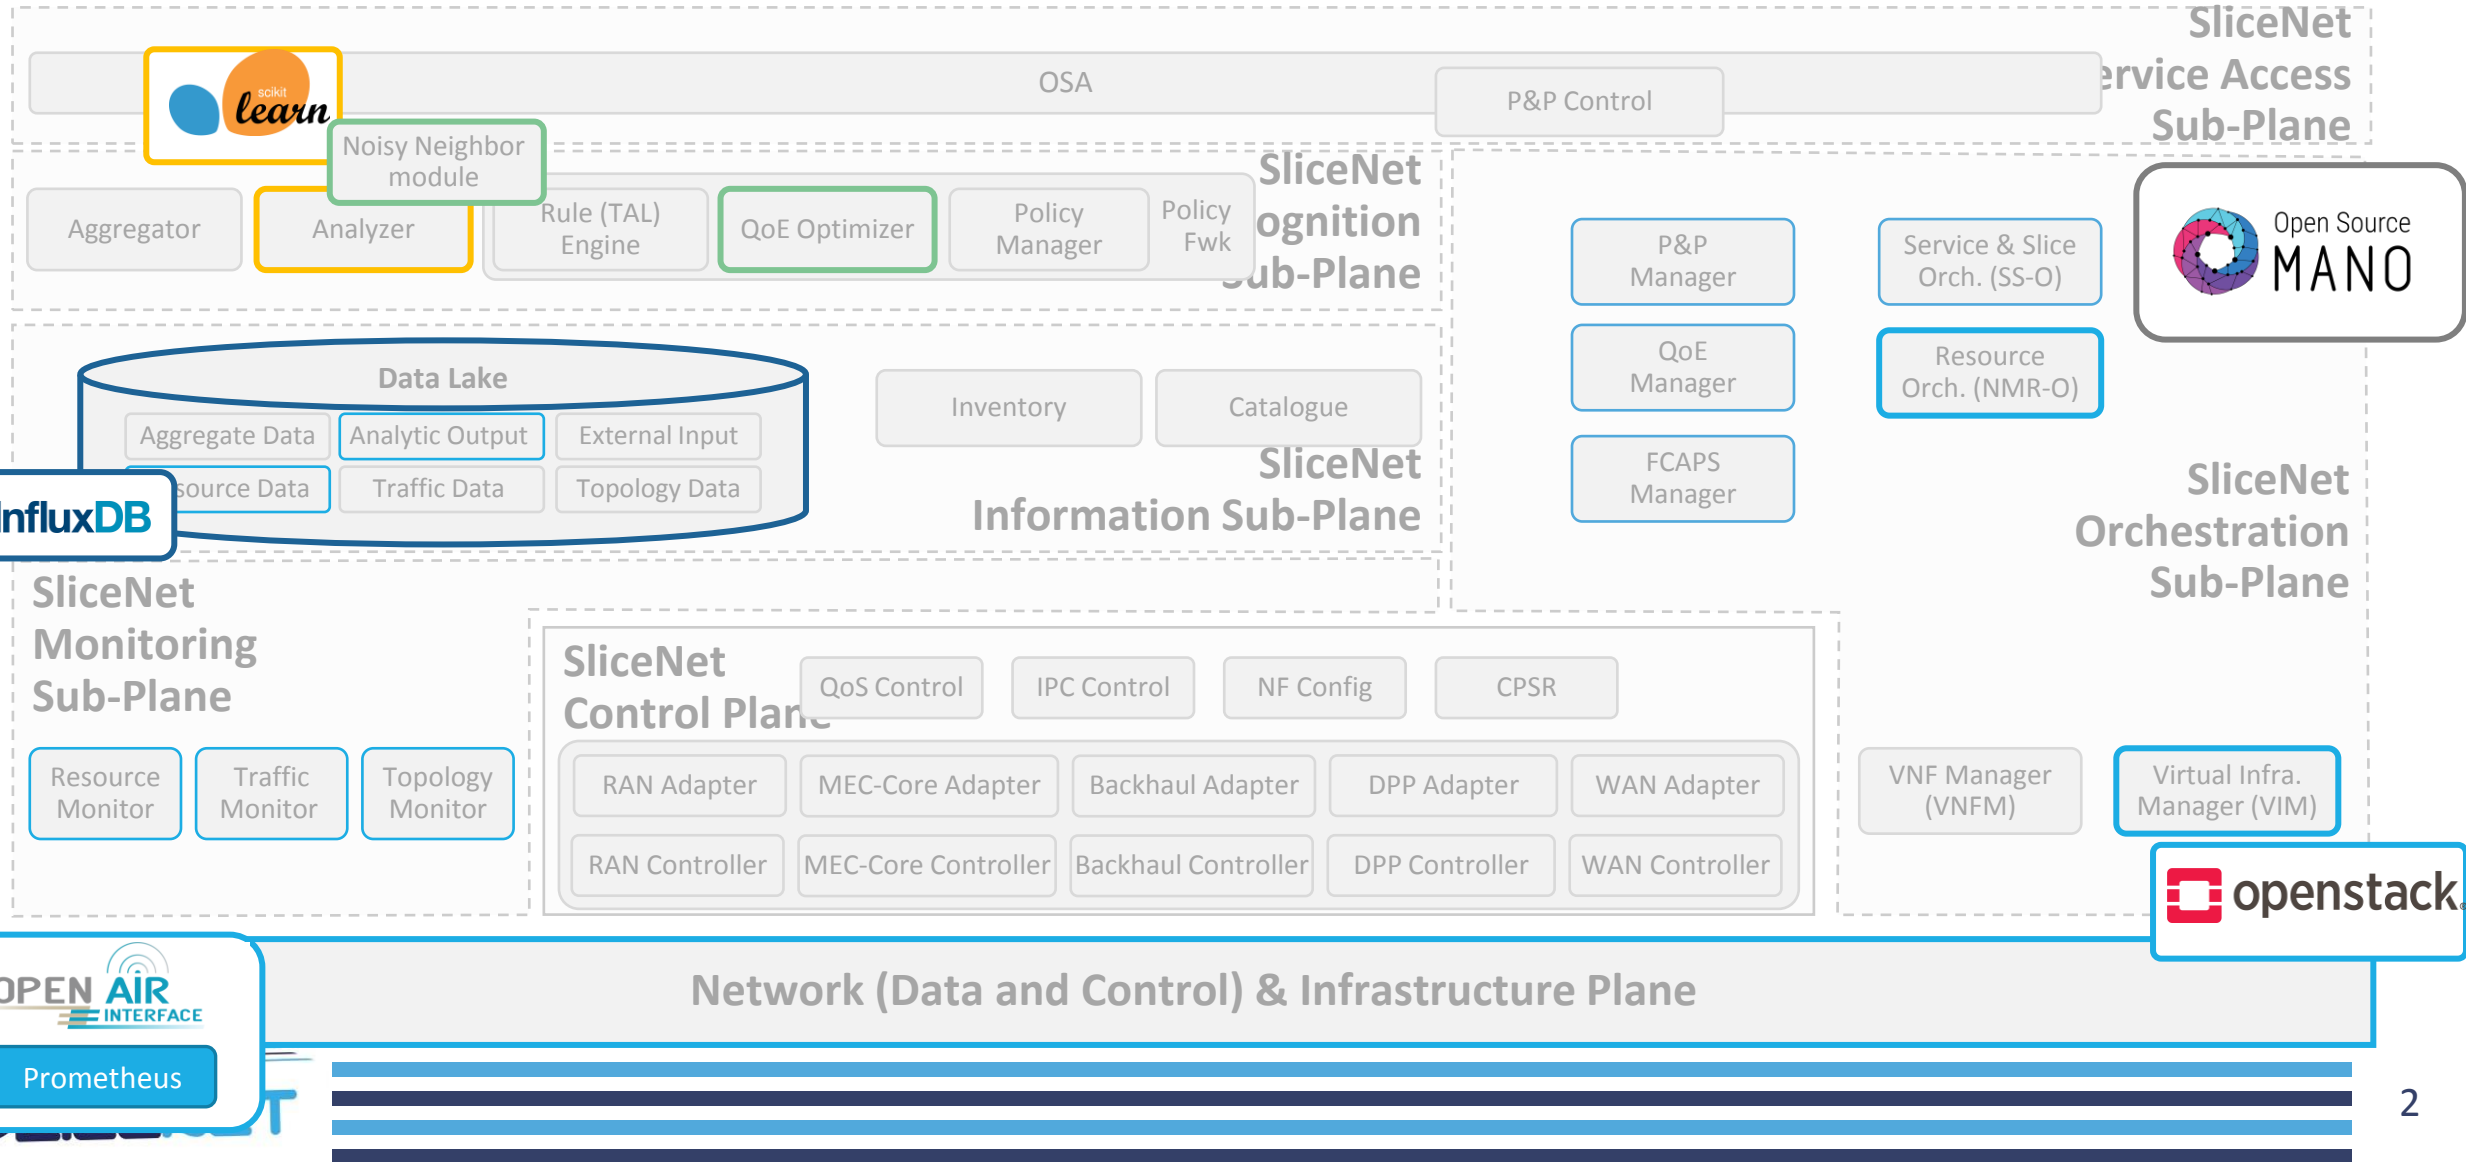 SliceNet
ervice Access
Sub-Plane
OSA
P&P Control
scikit
learn
Noisy Neighbor
module
Aggregator
Analyzer
Rule (TAL)
Engine
QoE Optimizer
Policy
Manager
Policy
Fwk
SliceNet
ognition
ub-Plane
P&P
Manager
Service & Slice
Orch. (SS-O)
Open Source
MANO
QoE
Manager
Resource
Orch. (NMR-O)
FCAPS
Manager
SliceNet
Orchestration
Sub-Plane
Data Lake
Aggregate Data
Analytic Output
External Input
source Data
Traffic Data
Topology Data
nfluxDB
Inventory
Catalogue
SliceNet
Information Sub-Plane
SliceNet
Monitoring
Sub-Plane
Resource
Monitor
Traffic
Monitor
Topology
Monitor
SliceNet
Control Plane
QoS Control
IPC Control
NF Config
CPSR
RAN Adapter
MEC-Core Adapter
Backhaul Adapter
DPP Adapter
WAN Adapter
RAN Controller
MEC-Core Controller
Backhaul Controller
DPP Controller
WAN Controller
VNF Manager
(VNFM)
Virtual Infra.
Manager (VIM)
openstack
Network (Data and Control) & Infrastructure Plane
OPEN AIR
INTERFACE
Prometheus
2